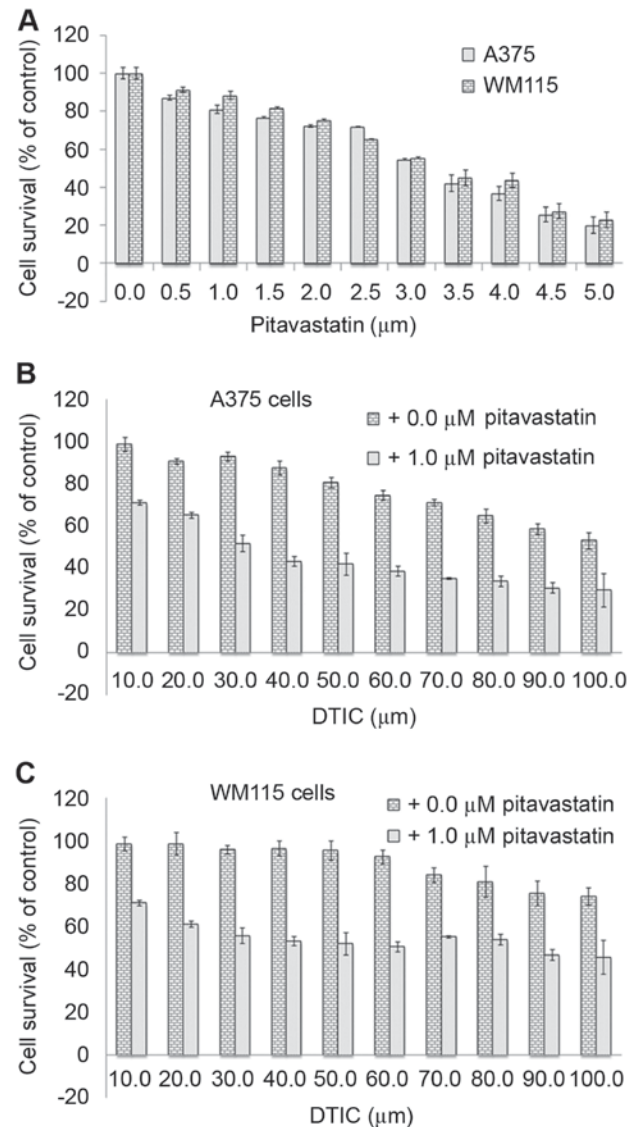 A
Cell survival (% of control)
120
100
80
60
40
20
0
-20
A375
WM115
0.0 0.5 1.0 1.5 2.0 2.5 3.0 3.5 4.0 4.5 5.0
Pitavastatin (μm)
B
Cell survival (% of control)
120
100
80
60
40
20
0
-20
A375 cells
+ 0.0 μM pitavastatin
+ 1.0 μM pitavastatin
10.0 20.0 30.0 40.0 50.0 60.0 70.0 80.0 90.0 100.0
DTIC (μm)
C
Cell survival (% of control)
120
100
80
60
40
20
0
-20
WM115 cells
+ 0.0 μM pitavastatin
+ 1.0 μM pitavastatin
10.0 20.0 30.0 40.0 50.0 60.0 70.0 80.0 90.0 100.0
DTIC (μm)